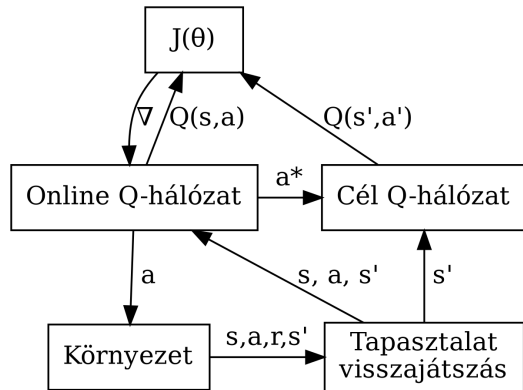 J(θ)
∇
Q(s,a)
Q(s',a')
Online Q-hálózat
a*
Cél Q-hálózat
a
s, a, s'
s'
Környezet
s,a,r,s'
Tapasztalat
visszajátszás